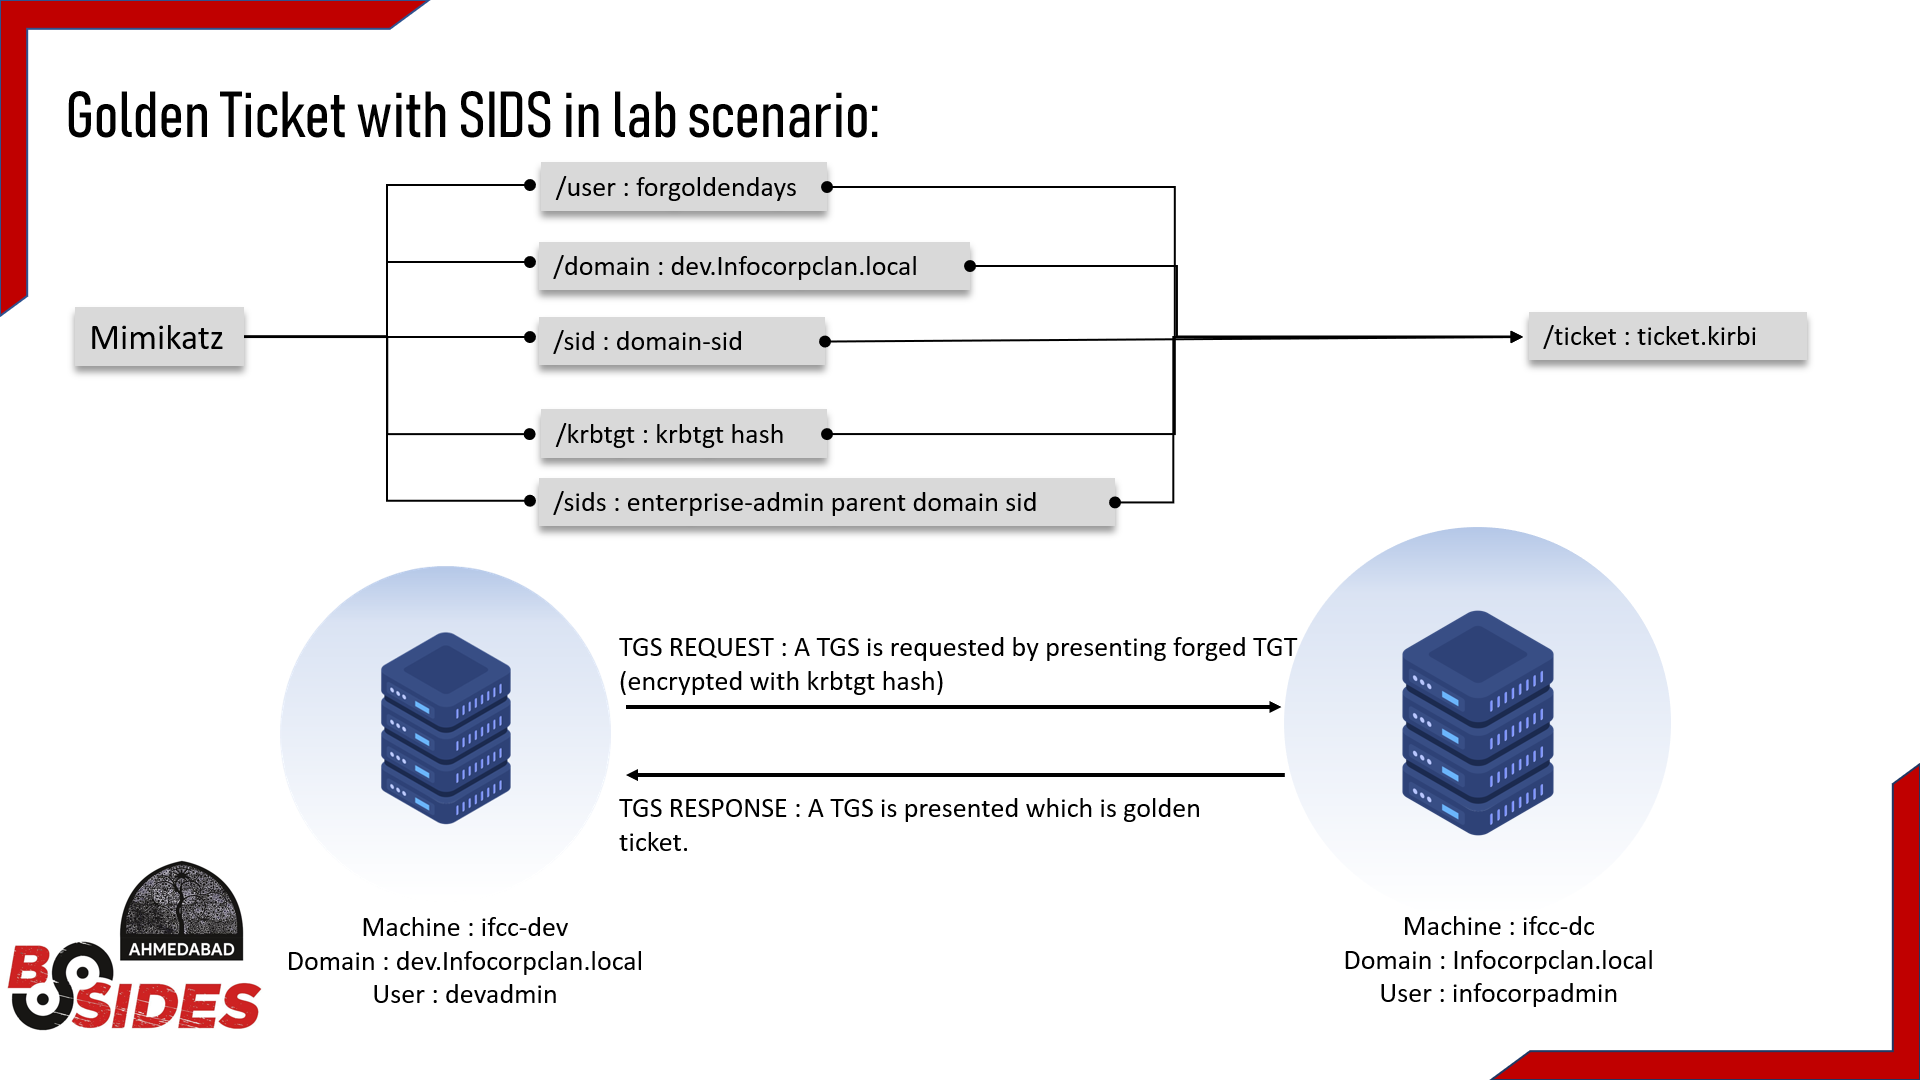 Golden Ticket with SIDS in lab scenario:
/user : forgoldendays
/domain : dev.Infocorpclan.local
Mimikatz
/sid : domain-sid
/ticket : ticket.kirbi
/krbtgt : krbtgt hash
/sids : enterprise-admin parent domain sid
TGS REQUEST : A TGS is requested by presenting forged TGT
(encrypted with krbtgt hash)
TGS RESPONSE : A TGS is presented which is golden
ticket.
Machine : ifcc-dev
Domain : dev.Infocorpclan.local
User : devadmin
Machine : ifcc-dc
Domain : Infocorpclan.local
User : infocorpadmin
AHMEDABAD
BSIDES